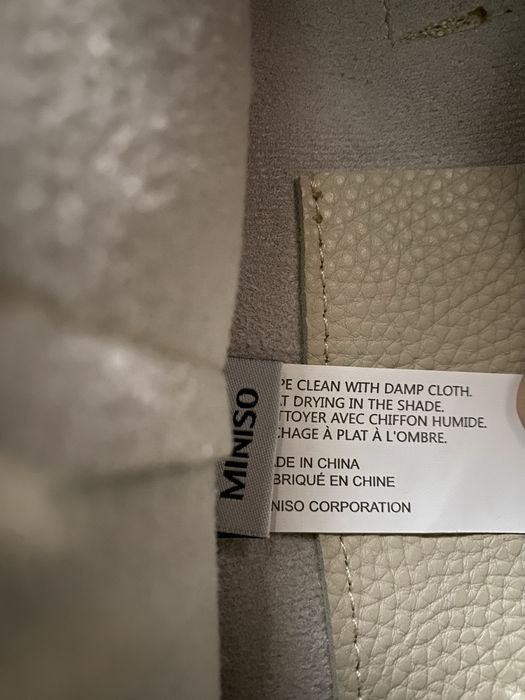 MINISO
PE CLEAN WITH DAMP CLOTH.
T DRYING IN THE SHADE.
TTOYER AVEC CHIFFON HUMIDE.
CHAGE À PLAT À L'OMBRE.
DE IN CHINA
BRIQUÉ EN CHINE
NISO CORPORATION